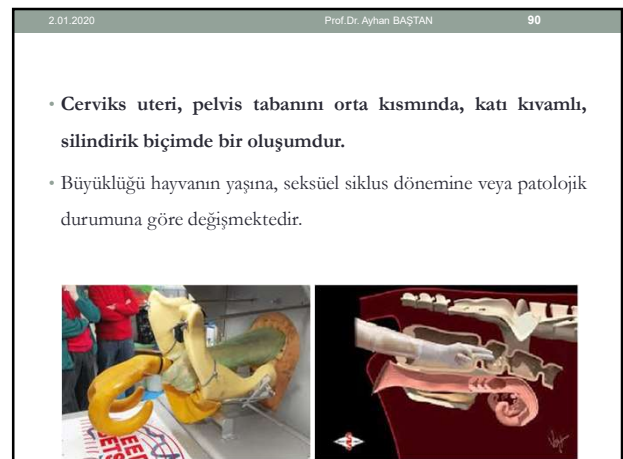 2.01.2020 Prof.Dr. Ayhan BAŞTAN 90
• Cerviks uteri, pelvis tabanını orta kısmında, katı kıvamlı,
silindirik biçimde bir oluşumdur.
• Büyüklüğü hayvanın yaşına, seksüel siklus dönemine veya patolojik
durumuna göre değişmektedir.